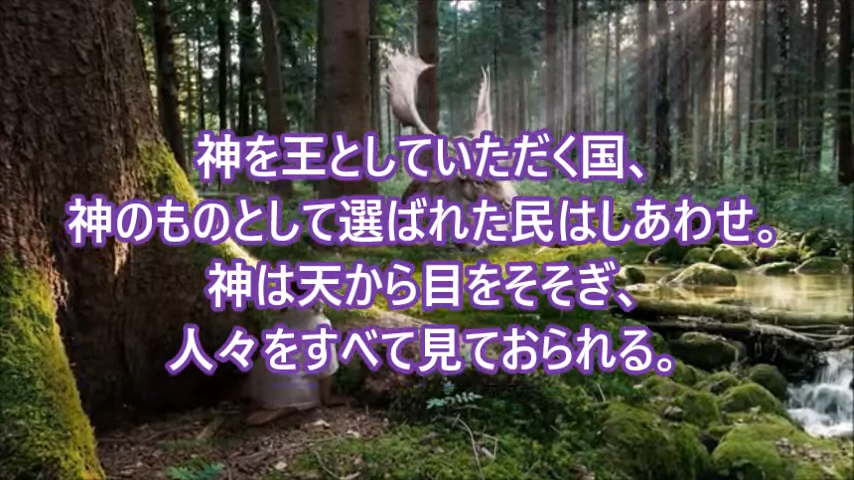 神を王としていただく国、
神のものとして選ばれた民はしあわせ。
神は天から目をそそぎ、
人々をすべて見ておられる。